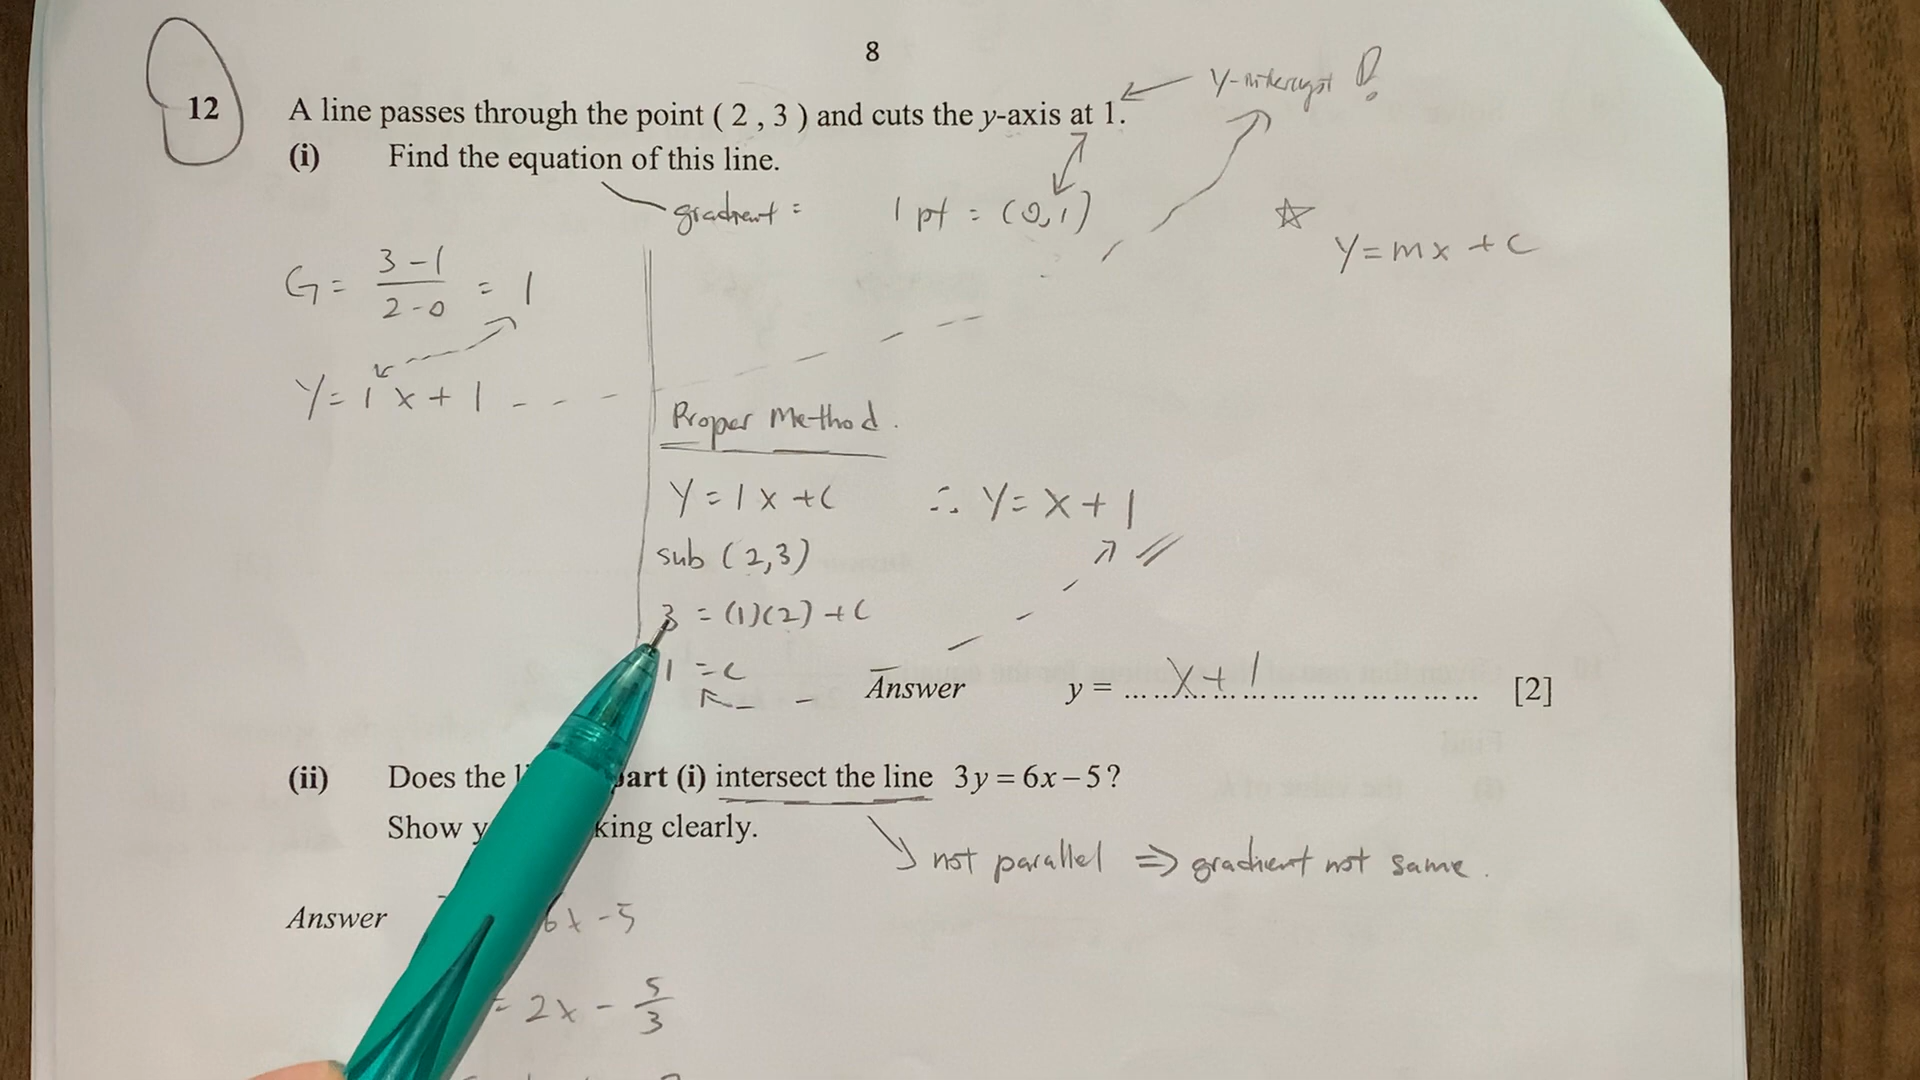 8
y-intercept !
12 A line passes through the point ( 2 , 3 ) and cuts the y-axis at 1.
(i) Find the equation of this line.
gradient = 1 pt = (0,1)
☆ y = mx + c
G = 3-1 / 2-0 = 1
y = 1x + 1
Proper Method.
y = 1x + c ∴ y = x + 1
sub (2,3)
3 = (1)(2) + c
1 = c
Answer y = x + 1 [2]
(ii) Does the part (i) intersect the line 3y = 6x – 5?
Show king clearly.
not parallel ⇒ gradient not same.
Answer 6x - 5
= 2x - 5/3